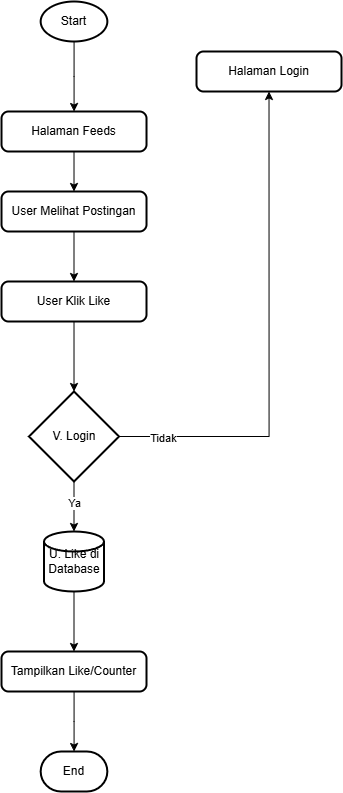 Start
Halaman Login
Halaman Feeds
User Melihat Postingan
User Klik Like
V. Login
Tidak
Ya
U. Like di
Database
Tampilkan Like/Counter
End